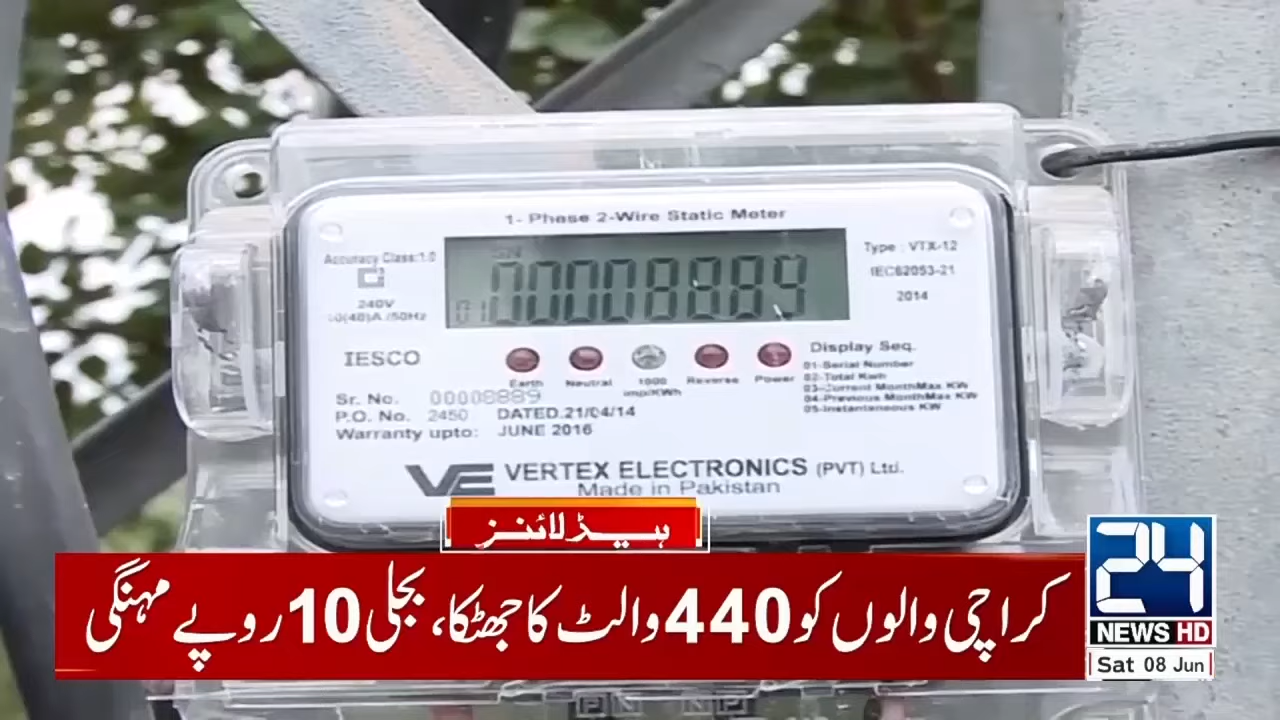 1- Phase 2-Wire Static Meter
Accuracy Class:1.0
240V
10(40)A /50Hz
S/N
01 00008889
Type : VTX-12
IEC62053-21
2014
IESCO
Earth Neutral 1000 imp/KWh Reverse Power
Display Seq.
01-Serial Number
02-Total Kwh
03-Current MonthMax KW
04-Previous MonthMax KW
05-Instantaneous KW
Sr. No. 00008889
P.O. No. 2450 DATED.21/04/14
Warranty upto: JUNE 2016
VE VERTEX ELECTRONICS (PVT) Ltd.
Made in Pakistan
ہیڈلائنز
کراچی والوں کو 440 والٹ کا جھٹکا، بجلی 10 روپے مہنگی
24
NEWS HD
Sat 08 Jun